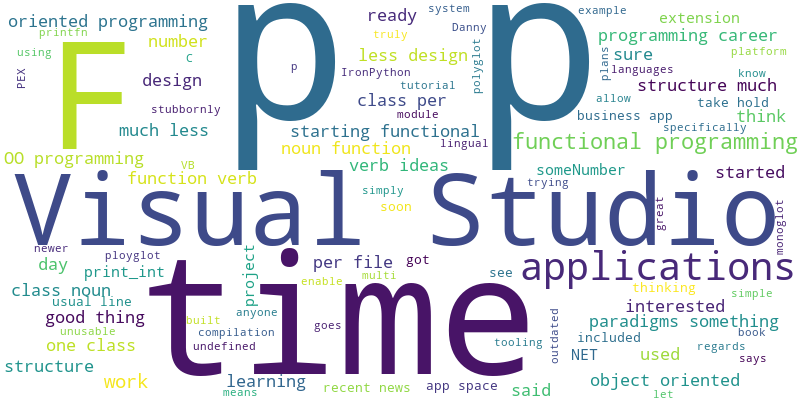 oriented programming
printfn
using
PEX
F
number
c
design
stubbornly
much less
OO programming
VB
function verb
p
p
p
ready
system
Danny
truly
less design
polyglot
IronPython
tutorial
class per
module
starting functional
lingual
noun function
verb ideas
simply
soon
example
extension
programming career
plans
sure
platform
languages
know
structure much
allow
take hold
business app
think
specifically
functional programming
someNumber
started
trying
great
monoglot
Visual Studio
newer
ployglot
day
print_int
project
class noun
usual line
good thing
unusable
built
anyone
compilation
one class
undefined
structure
work
time
per file
got
multi
enable
goes
see
applications
thinking
simple
interested
paradigms something
outdated
included
book
tooling
regards
NET
used
says
learning
means
recent news
app space
said
object oriented
let